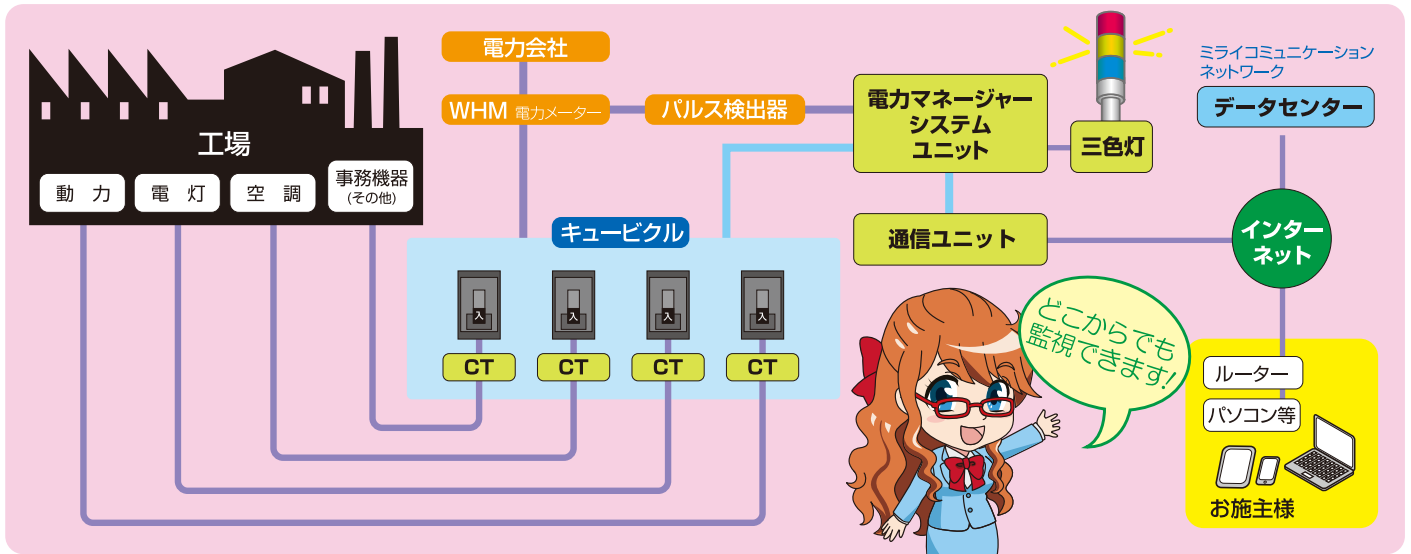 電力会社
WHM 電力メーター
パルス検出器
電力マネージャー
システム
ユニット
三色灯
ミライコミュニケーション
ネットワーク
データセンター
工場
動 力
電 灯
空 調
事務機器
(その他)
キュービクル
通信ユニット
インター
ネット
入
入
入
入
CT
CT
CT
CT
どこからでも
監視できます!
ルーター
パソコン等
お施主様